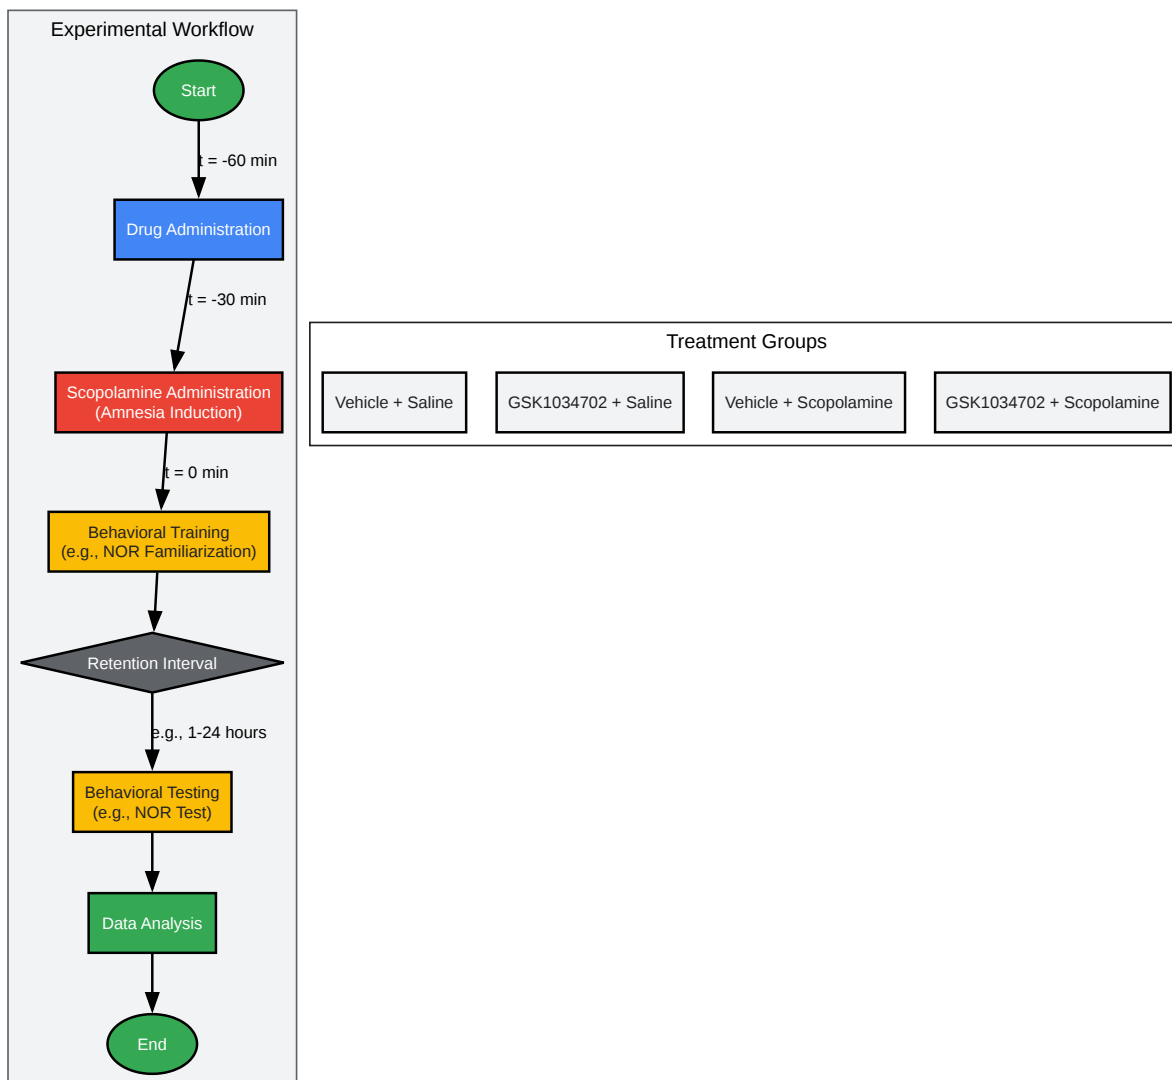 Experimental Workflow
Start
t = -60 min
Drug Administration
t = -30 min
Scopolamine Administration
(Amnesia Induction)
t = 0 min
Behavioral Training
(e.g., NOR Familiarization)
Retention Interval
e.g., 1-24 hours
Behavioral Testing
(e.g., NOR Test)
Data Analysis
End
Treatment Groups
Vehicle + Saline
GSK1034702 + Saline
Vehicle + Scopolamine
GSK1034702 + Scopolamine